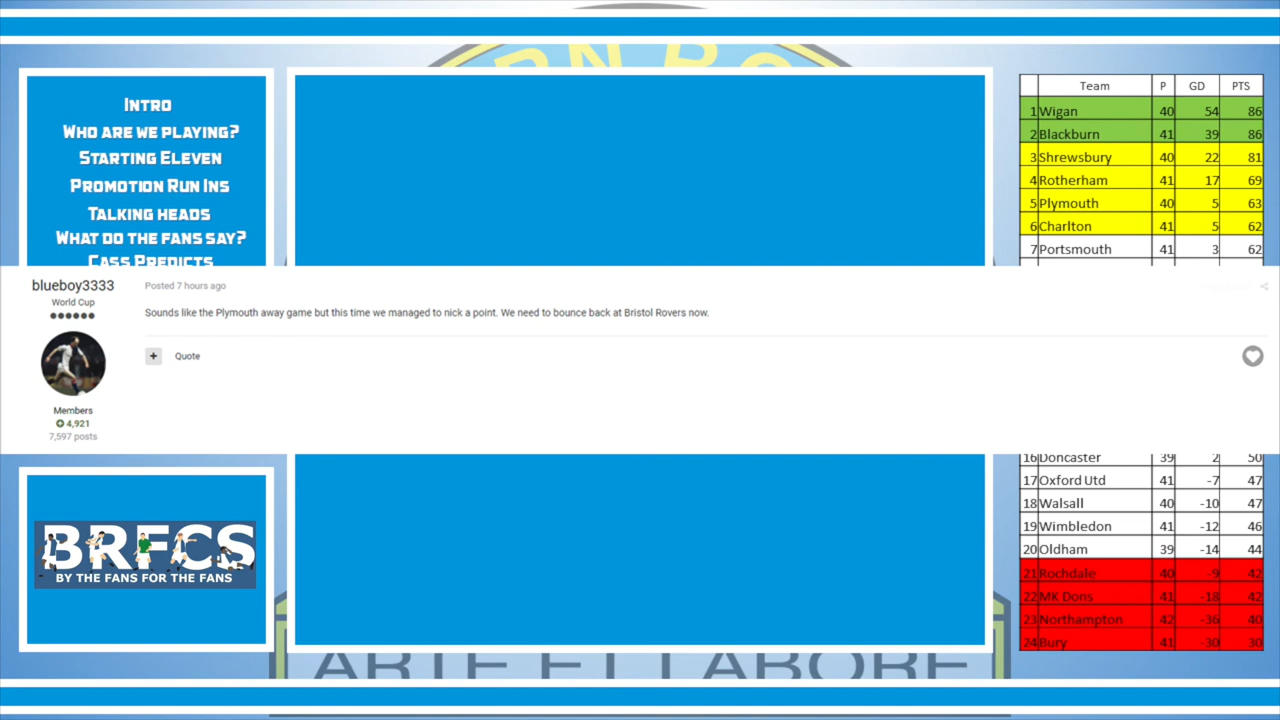 RN RO
INTRO
WHO ARE WE PLAYING?
STARTING ELEVEN
PROMOTION RUN INS
TALKING HEADS
WHAT DO THE FANS SAY?
CASS PREDICTS
Team P GD PTS
1 Wigan 40 54 86
2 Blackburn 41 39 86
3 Shrewsbury 40 22 81
4 Rotherham 41 17 69
5 Plymouth 40 5 63
6 Charlton 41 5 62
7 Portsmouth 41 3 62
blueboy3333
World Cup
Members
4,921
7,597 posts
Posted 7 hours ago
Sounds like the Plymouth away game but this time we managed to nick a point. We need to bounce back at Bristol Rovers now.
+ Quote
16 Doncaster 39 2 50
17 Oxford Utd 41 -7 47
18 Walsall 40 -10 47
19 Wimbledon 41 -12 46
20 Oldham 39 -14 44
21 Rochdale 40 -9 42
22 MK Dons 41 -18 42
23 Northampton 42 -36 40
24 Bury 41 -30 30
BRFCS
BY THE FANS FOR THE FANS
ARTE ET LABORE